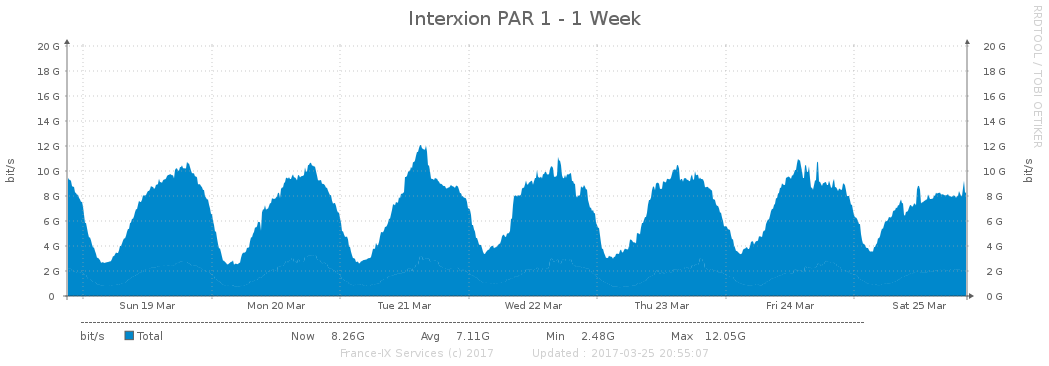 Interxion PAR 1 - 1 Week
RRDTOOL / TOBI OETIKER
bit/s
20 G 20 G
18 G 18 G
16 G 16 G
14 G 14 G
12 G 12 G
10 G 10 G
8 G 8 G
6 G 6 G
4 G 4 G
2 G 2 G
0 0 G
bit/s
Sun 19 Mar Mon 20 Mar Tue 21 Mar Wed 22 Mar Thu 23 Mar Fri 24 Mar Sat 25 Mar
bit/s Total Now 8.26G Avg 7.11G Min 2.48G Max 12.05G
France-IX Services (c) 2017 Updated : 2017-03-25 20:55:07